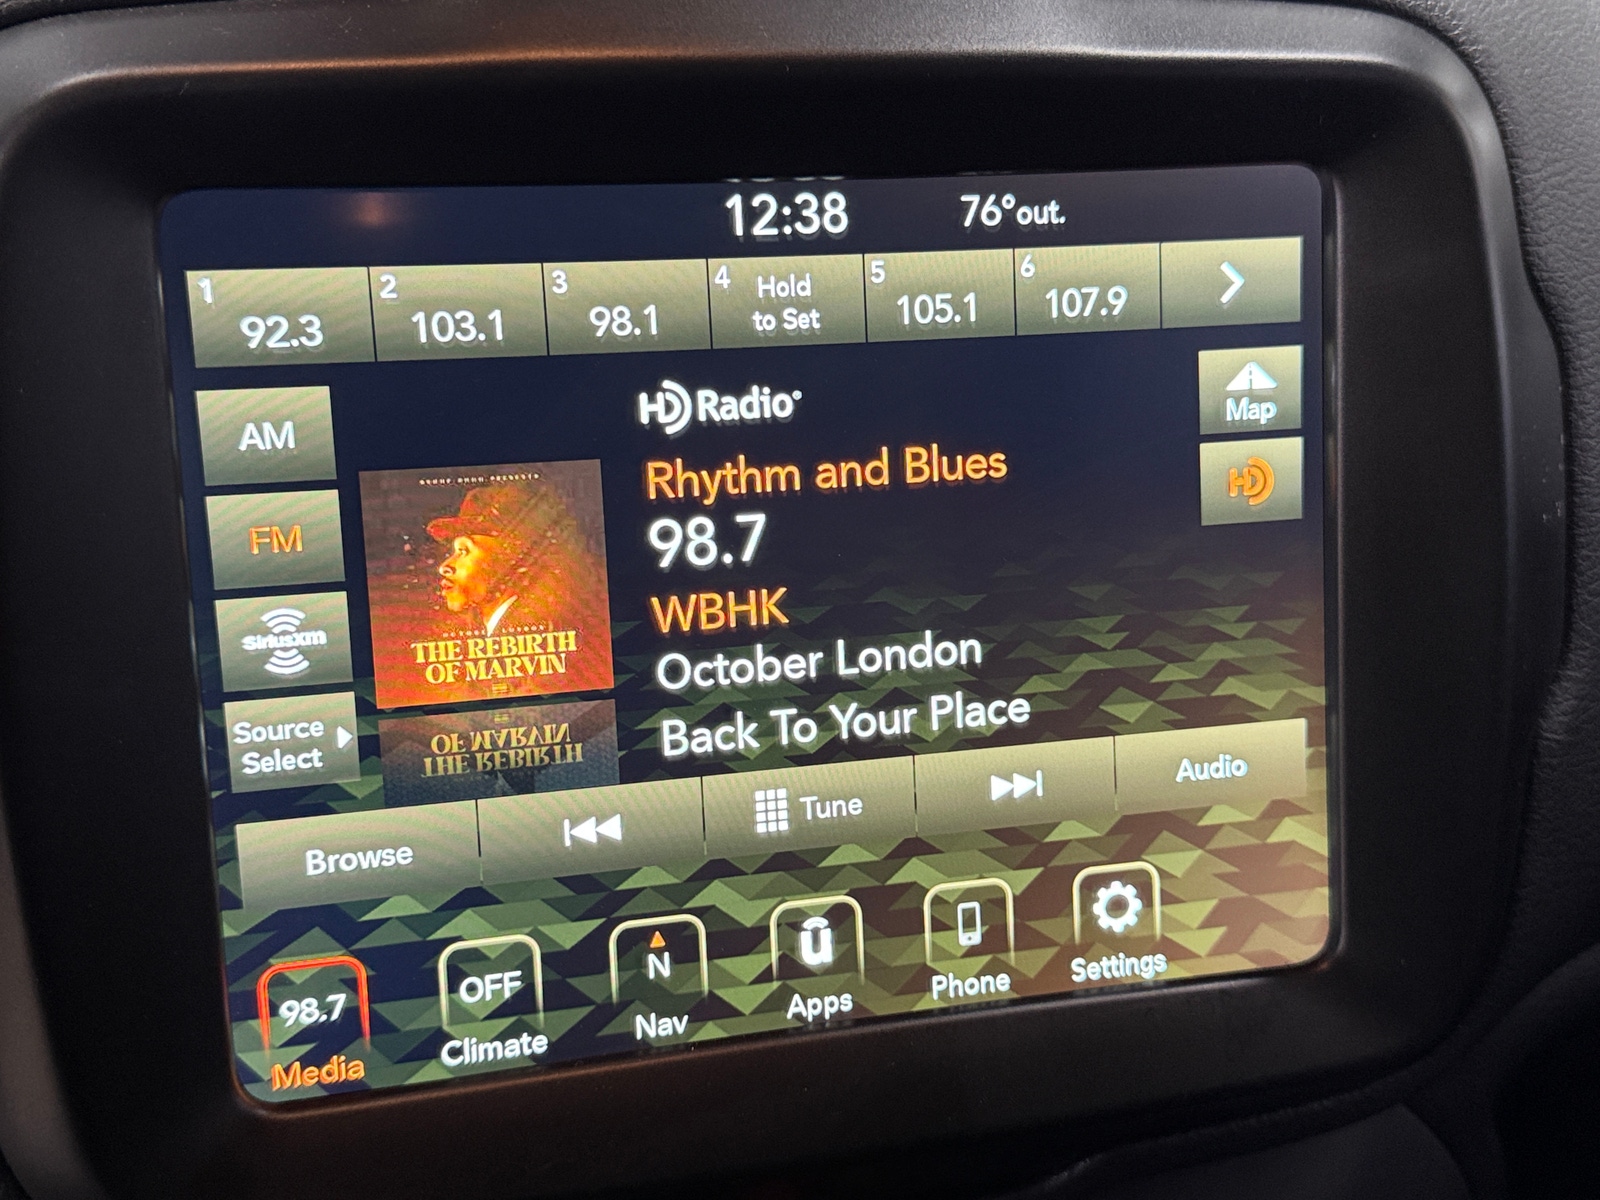 12:38 76°out.
1 92.3
2 103.1
3 98.1
4 Hold to Set
5 105.1
6 107.9
AM
FM
SiriusXM
Source
Select
HD Radio
Rhythm and Blues
98.7
WBHK
October London
Back To Your Place
Map
HD
OCTOBER LONDON
THE REBIRTH
OF MARVIN
Browse
Tune
Audio
98.7
Media
OFF
Climate
N
Nav
u
Apps
Phone
Settings